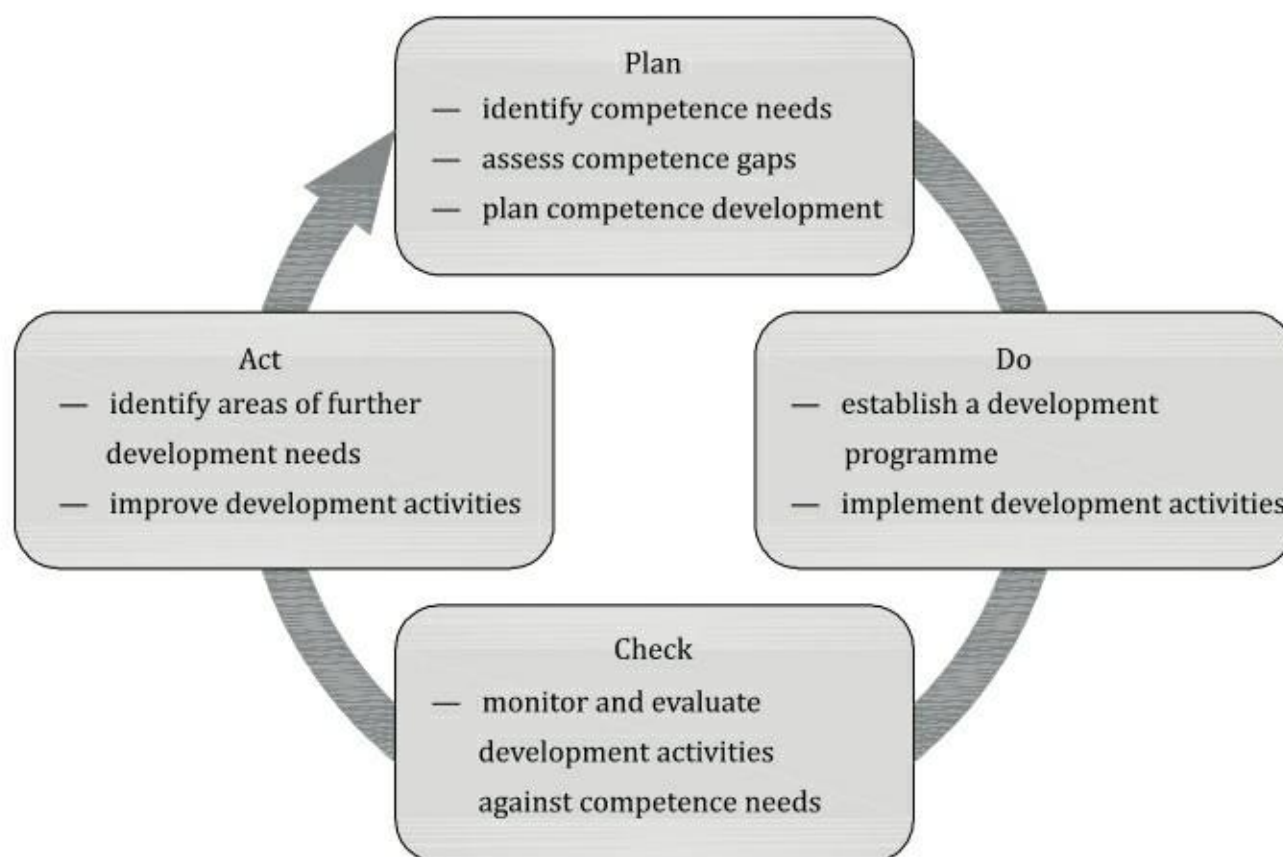 Plan
— identify competence needs
— assess competence gaps
— plan competence development
Act
— identify areas of further
development needs
— improve development activities
Do
— establish a development
programme
— implement development activities
Check
— monitor and evaluate
development activities
against competence needs